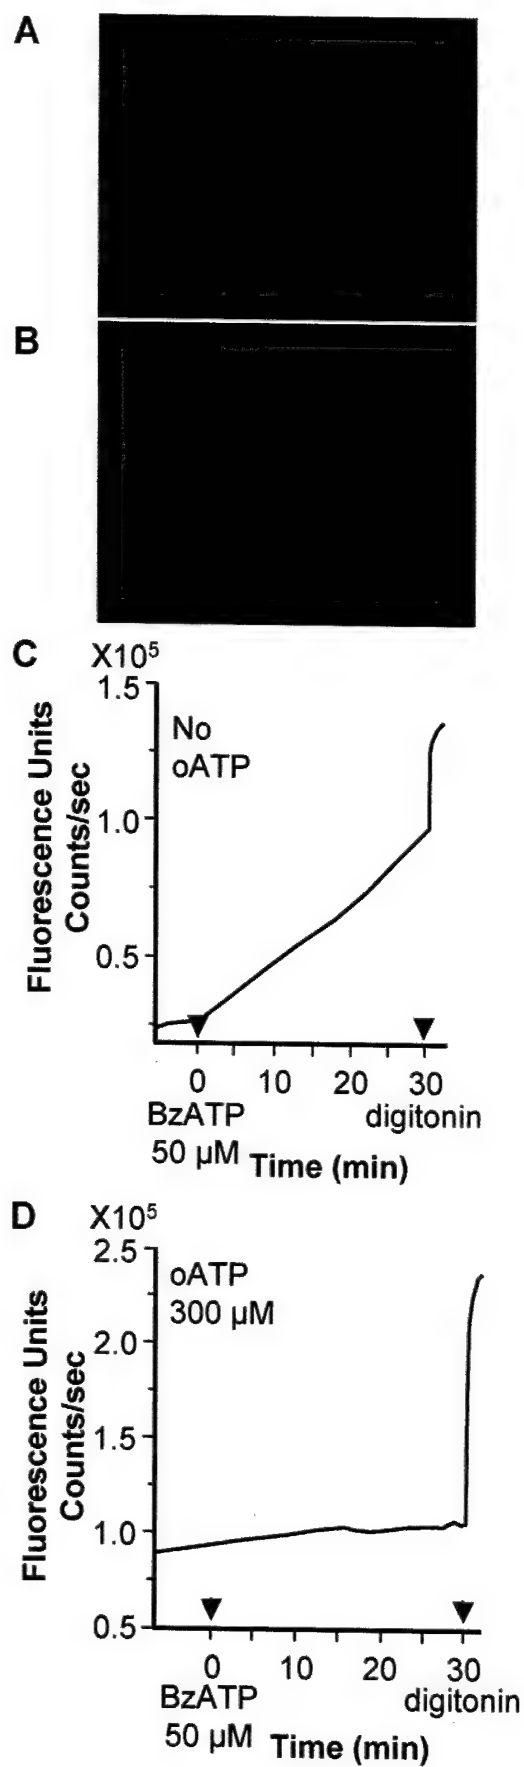 A
B
C
X10⁵
1.5
1.0
0.5
Fluorescence Units
Counts/sec
No
oATP
0 10 20 30
BzATP digitonin
50 µM Time (min)
D
X10⁵
2.5
2.0
1.5
1.0
0.5
Fluorescence Units
Counts/sec
oATP
300 µM
0 10 20 30
BzATP digitonin
50 µM Time (min)